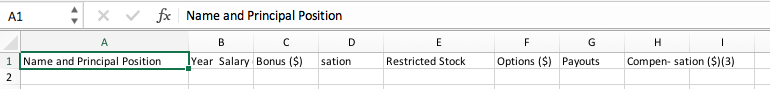 A1 fx Name and Principal Position
A B C D E F G H I
1 Name and Principal Position Year Salary Bonus ($) sation Restricted Stock Options ($) Payouts Compen- sation ($)(3)
2